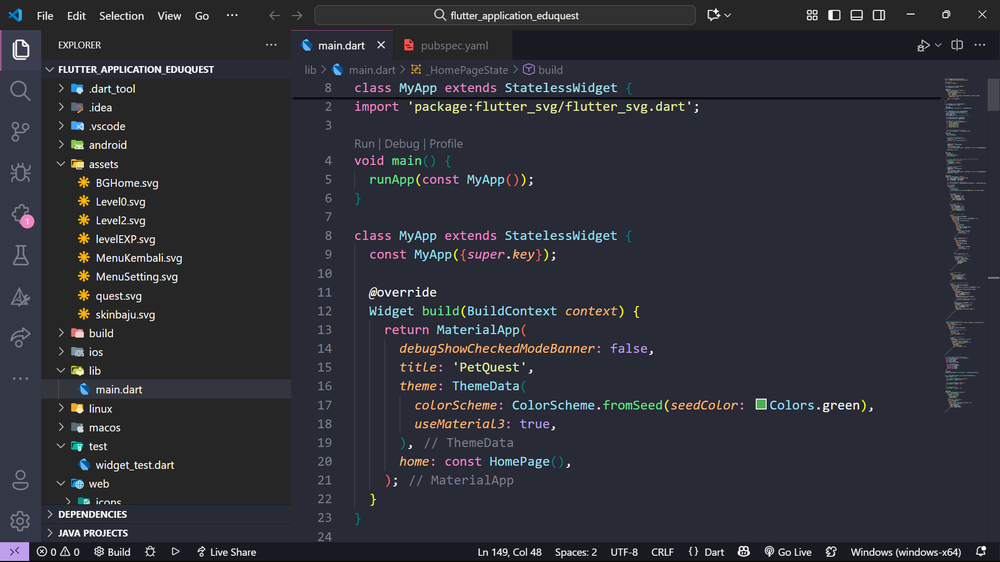 File Edit Selection View Go ··· flutter_application_eduquest
EXPLORER
FLUTTER_APPLICATION_EDUQUEST
.dart_tool
.idea
.vscode
android
assets
BGHome.svg
Level0.svg
Level2.svg
levelEXP.svg
MenuKembali.svg
MenuSetting.svg
quest.svg
skinbaju.svg
build
ios
lib
main.dart
linux
macos
test
widget_test.dart
web
icons
DEPENDENCIES
JAVA PROJECTS
1
main.dart pubspec.yaml
lib > main.dart > _HomePageState > build
8 class MyApp extends StatelessWidget {
2 import 'package:flutter_svg/flutter_svg.dart';
3
Run | Debug | Profile
4 void main() {
5 runApp(const MyApp());
6 }
7
8 class MyApp extends StatelessWidget {
9 const MyApp({super.key});
10
11 @override
12 Widget build(BuildContext context) {
13 return MaterialApp(
14 debugShowCheckedModeBanner: false,
15 title: 'PetQuest',
16 theme: ThemeData(
17 colorScheme: ColorScheme.fromSeed(seedColor: Colors.green),
18 useMaterial3: true,
19 ), // ThemeData
20 home: const HomePage(),
21 ); // MaterialApp
22 }
23 }
24
0 0 Build Live Share Ln 149, Col 48 Spaces: 2 UTF-8 CRLF {} Dart Go Live Windows (windows-x64)